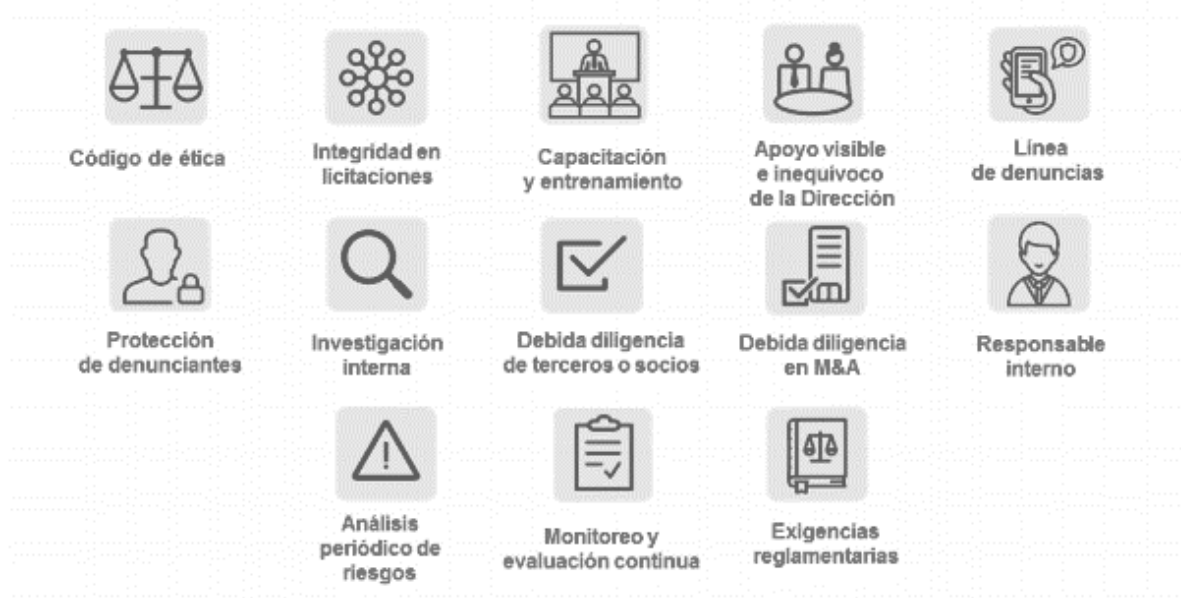 Código de ética
Integridad en
licitaciones
Capacitación
y entrenamiento
Apoyo visible
e inequívoco
de la Dirección
Línea
de denuncias
Protección
de denunciantes
Investigación
interna
Debida diligencia
de terceros o socios
Debida diligencia
en M&A
Responsable
interno
Análisis
periódico de
riesgos
Monitoreo y
evaluación continua
Exigencias
reglamentarias